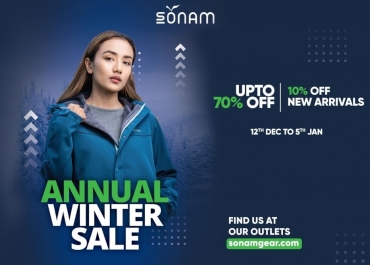 SONAM
UPTO
70% OFF
10% OFF
NEW ARRIVALS
12TH DEC TO 5TH JAN
ANNUAL
WINTER
SALE
FIND US AT
OUR OUTLETS
sonamgear.com